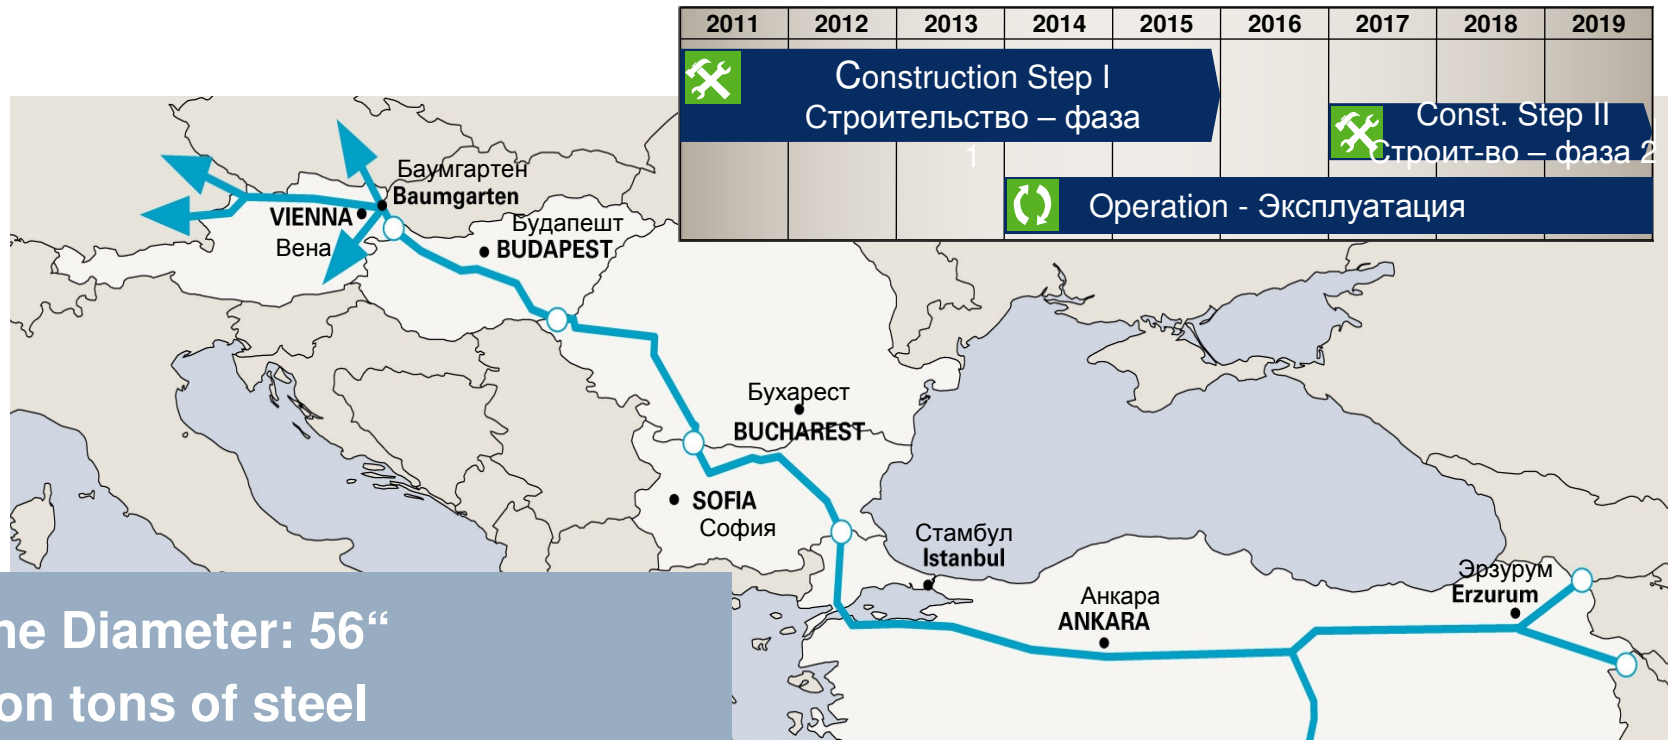 2011 2012 2013 2014 2015 2016 2017 2018 2019
Construction Step I
Строительство – фаза
1
Const. Step II
Строит-во – фаза 2
Operation - Эксплуатация
Баумгартен
Baumgarten
VIENNA
Вена
Будапешт
BUDAPEST
Бухарест
BUCHAREST
SOFIA
София
Стамбул
Istanbul
Анкара
ANKARA
Эрзурум
Erzurum
ne Diameter: 56“
on tons of steel